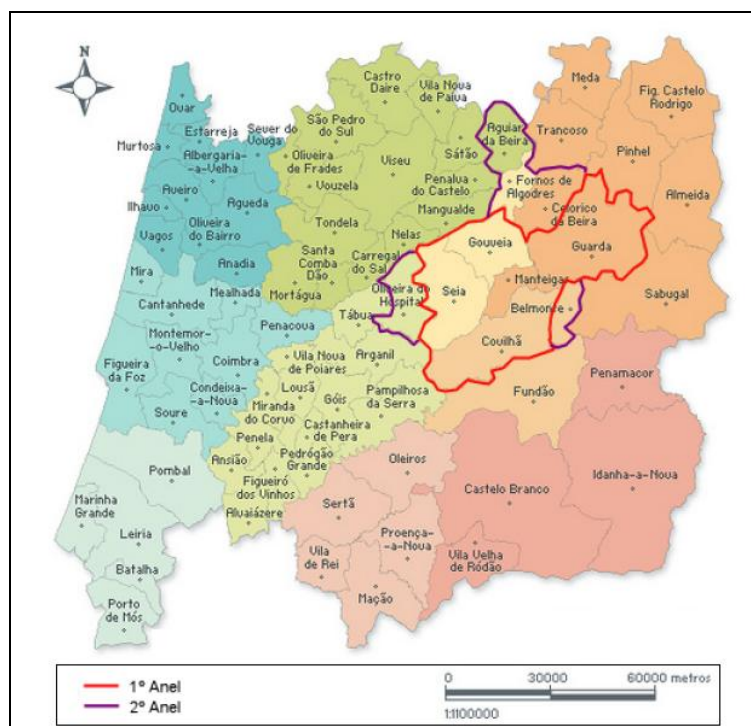 N
Castro
Daire
Vila Nova
de Paiva
Meda
Fig. Castelo
Rodrigo
Ovar
Estarreja
Sever do
Vouga
São Pedro
do Sul
Aguiar
da Beira
Trancoso
Murtosa
Albergaria-
-a-Velha
Oliveira
de Frades
Viseu
Sátão
Pinhel
Aveiro
Vouzela
Penalva do
Castelo
Fornos de
Algodres
Almeida
Ilhavo
Agueda
Mangualde
Celorico
da Beira
Vagos
Oliveira
do Bairro
Tondela
Nelas
Gouveia
Guarda
Anadia
Santa
Comba
Dão
Carregal
do Sal
Mira
Mealhada
Mortágua
Oliveira do
Hospital
Seia
Manteigas
Sabugal
Cantanhede
Tábua
Belmonte
Penacova
Montemor-
-o-Velho
Covilhã
Figueira
da Foz
Coimbra
Vila Nova
de Poiares
Arganil
Penamacor
Condeixa-
-a-Nova
Lousã
Góis
Pampilhosa
da Serra
Fundão
Soure
Miranda
do Corvo
Castanheira
de Pera
Penela
Pombal
Ansião
Pedrógão
Grande
Oleiros
Idanha-a-Nova
Figueiró
dos Vinhos
Castelo Branco
Marinha
Grande
Alvaiázere
Sertã
Leiria
Proença-
-a-Nova
Batalha
Vila
de Rei
Vila Velha
de Ródão
Porto
de Mós
Mação
1º Anel
2º Anel
0 30000 60000 metros
1:1100000